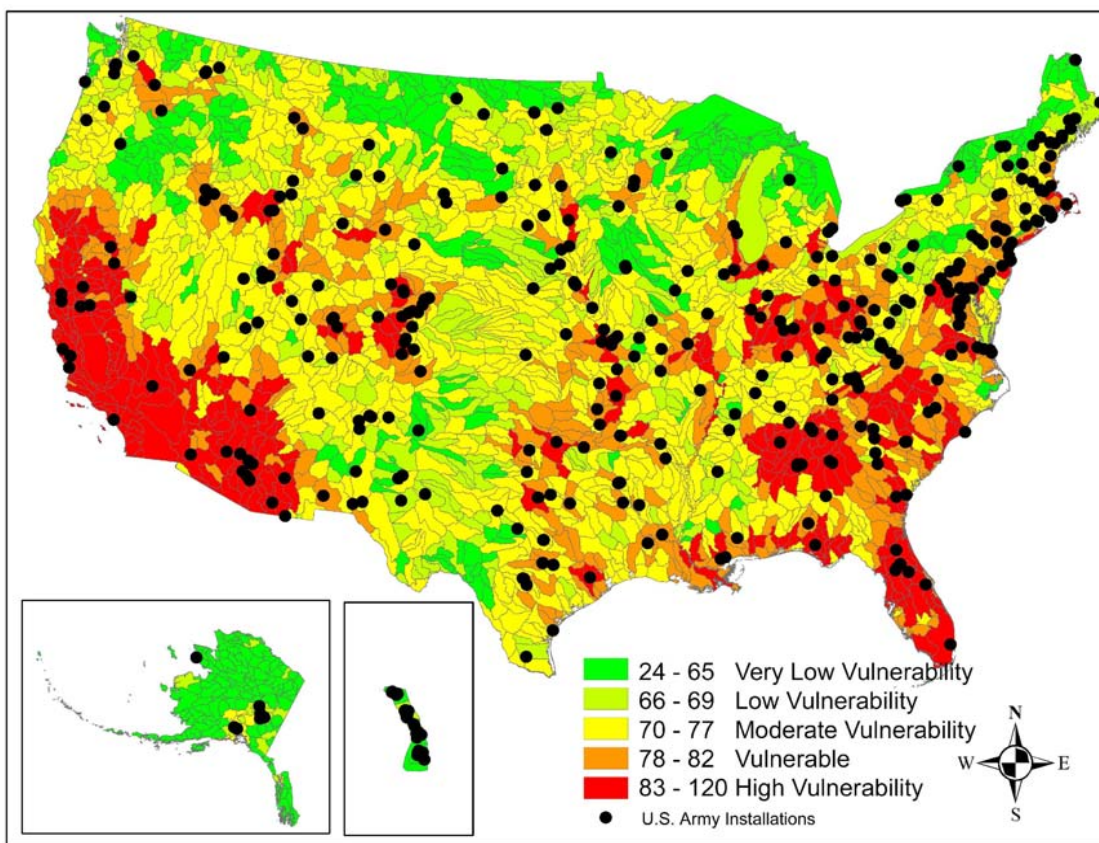 24 - 65 Very Low Vulnerability
66 - 69 Low Vulnerability
70 - 77 Moderate Vulnerability
78 - 82 Vulnerable
83 - 120 High Vulnerability
U.S. Army Installations
N
W E
S